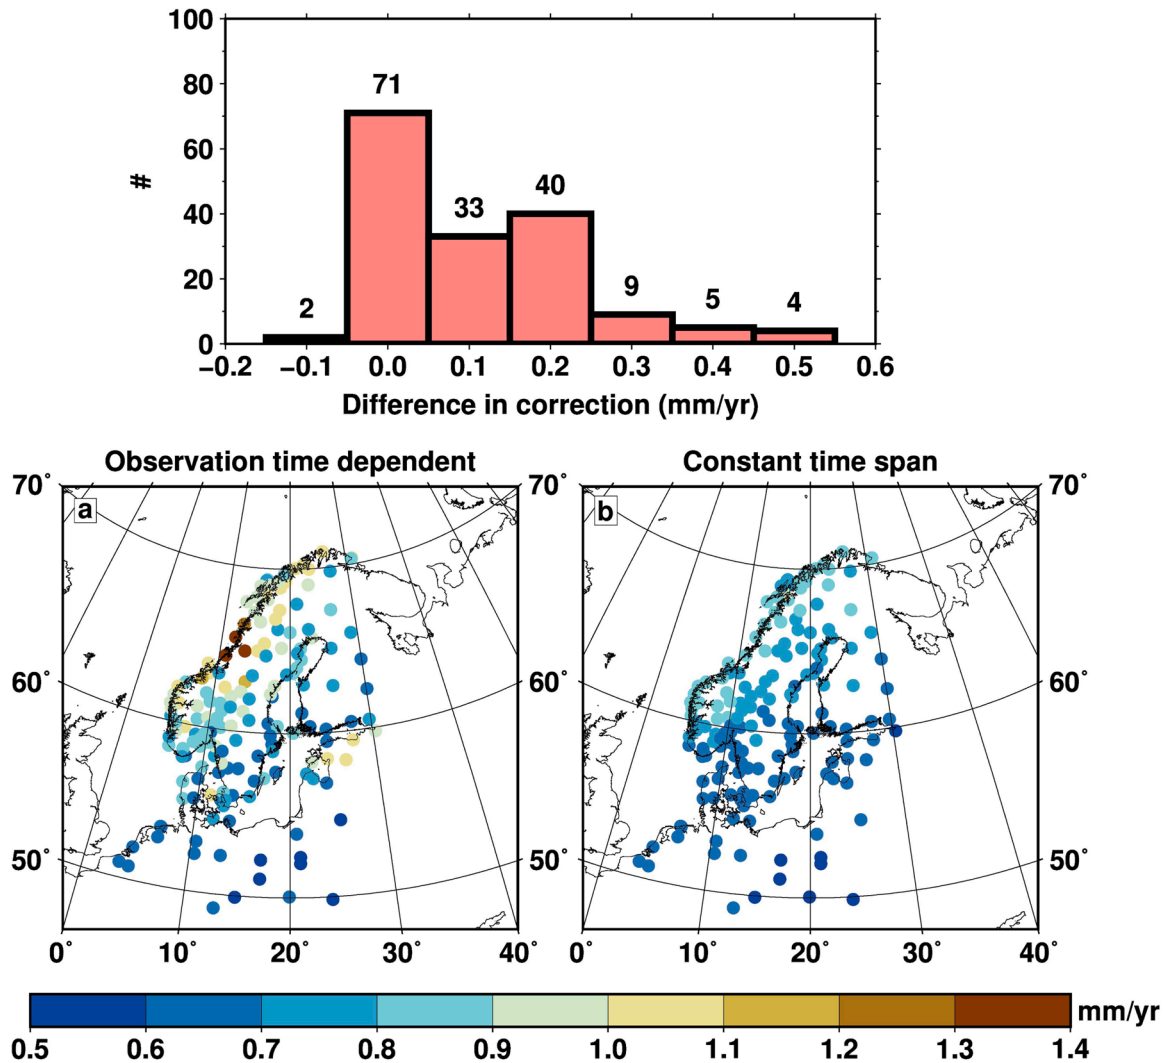 100
80
60
40
20
0
#
2
71
33
40
9
5
4
−0.2 −0.1 0.0 0.1 0.2 0.3 0.4 0.5 0.6
Difference in correction (mm/yr)
Observation time dependent
Constant time span
70° 70° 70°
a
b
60° 60° 60°
50° 50° 50°
0° 10° 20° 30° 0° 10° 20° 30° 40°
mm/yr
0.5 0.6 0.7 0.8 0.9 1.0 1.1 1.2 1.3 1.4